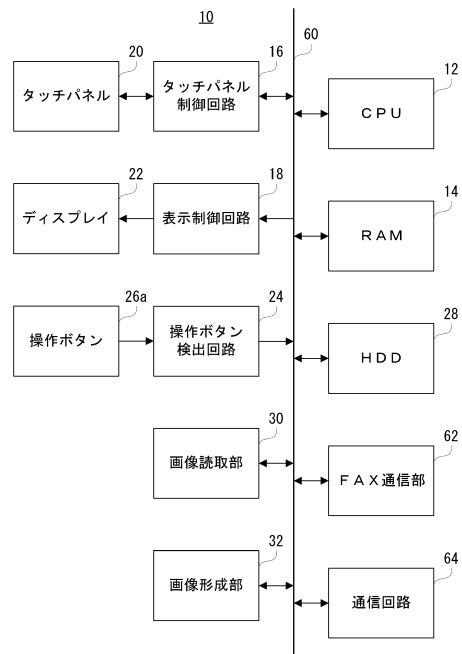 10
60
20
タッチパネル
16
タッチパネル
制御回路
12
ＣＰＵ
22
ディスプレイ
18
表示制御回路
14
ＲＡＭ
26a
操作ボタン
24
操作ボタン
検出回路
28
ＨＤＤ
30
画像読取部
62
ＦＡＸ通信部
32
画像形成部
64
通信回路